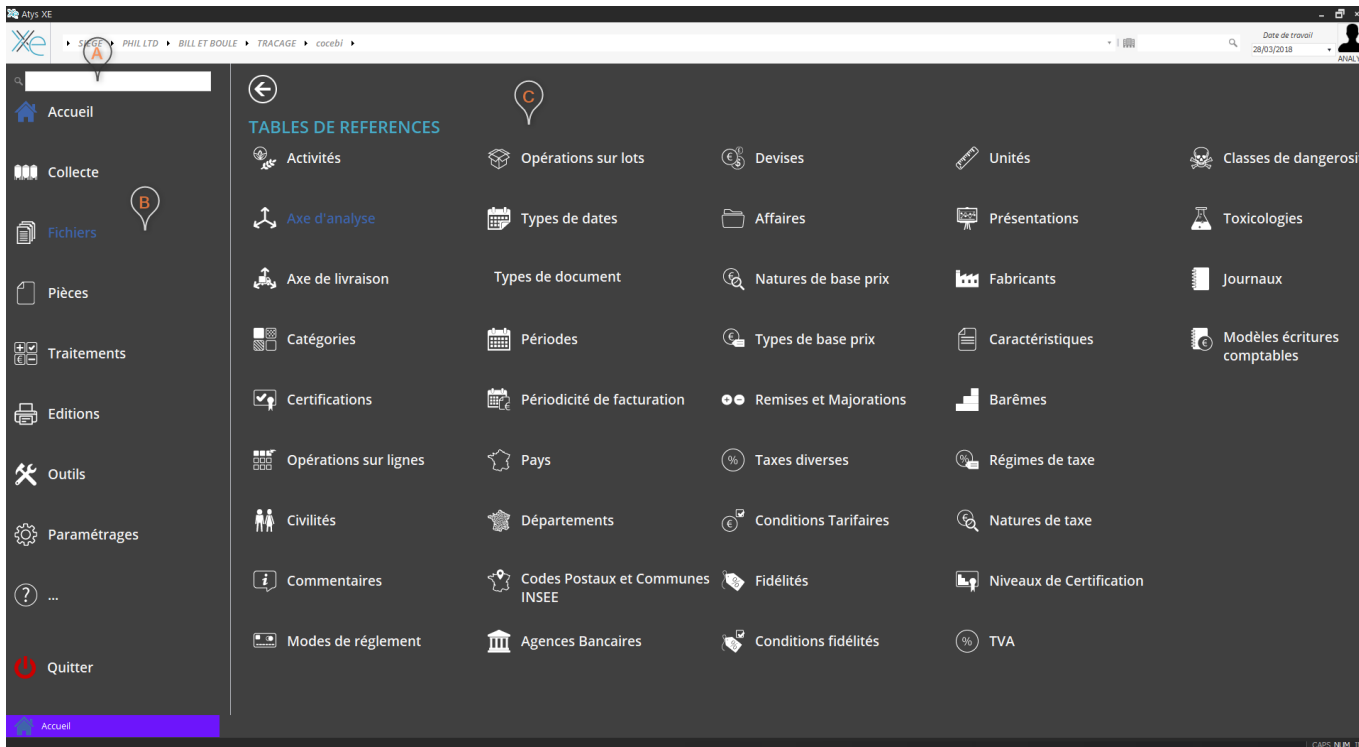 Atys XE
Xe
SIEGE PHIL LTD BILL ET BOULE TRACAGE cocebi
Date de travail
28/03/2018
A
Accueil
Collecte
B
Fichiers
Pièces
Traitements
Editions
Outils
Paramétrages
...
Quitter
Accueil
C
TABLES DE REFERENCES
Activités
Axe d'analyse
Axe de livraison
Catégories
Certifications
Opérations sur lignes
Civilités
Commentaires
Modes de réglement
Opérations sur lots
Types de dates
Types de document
Périodes
Périodicité de facturation
Pays
Départements
Codes Postaux et Communes
INSEE
Agences Bancaires
Devises
Affaires
Natures de base prix
Types de base prix
Remises et Majorations
Taxes diverses
Conditions Tarifaires
Fidélités
Conditions fidélités
Unités
Présentations
Fabricants
Caractéristiques
Barêmes
Régimes de taxe
Natures de taxe
Niveaux de Certification
TVA
Classes de dangerosi
Toxicologies
Journaux
Modèles écritures
comptables
CAPS NUM